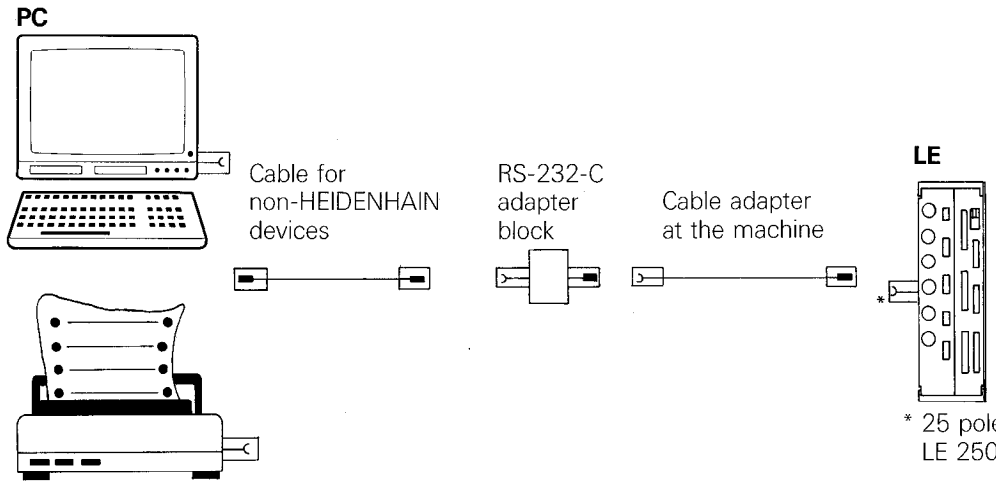 PC
Cable for
non-HEIDENHAIN
devices
RS-232-C
adapter
block
Cable adapter
at the machine
LE
*
* 25 pole
LE 250